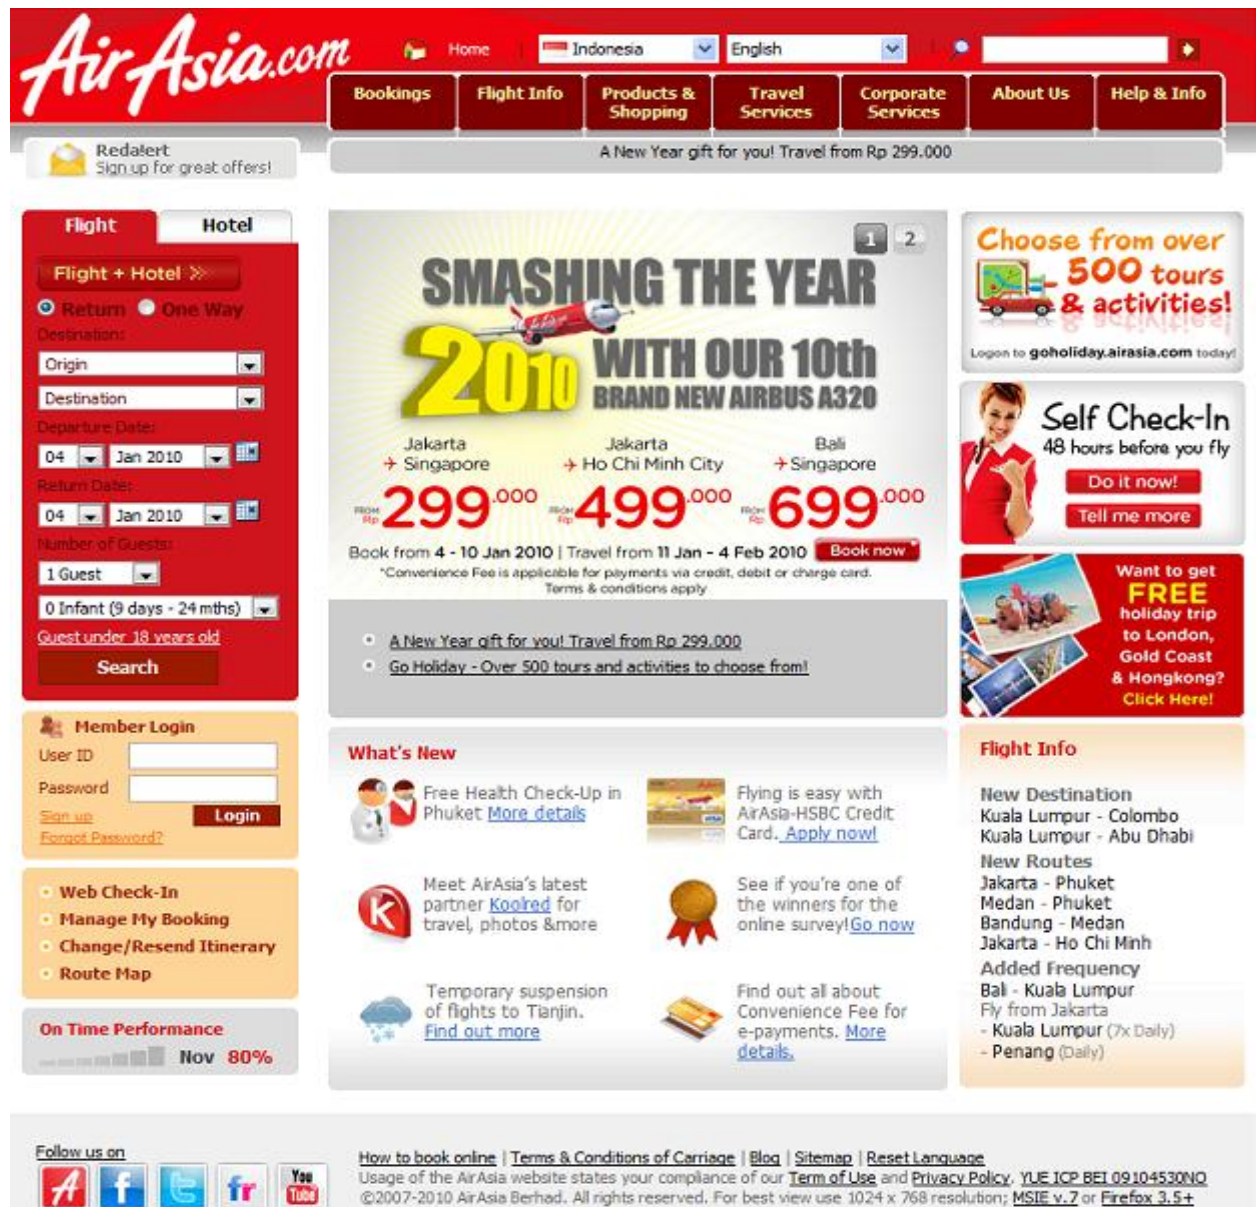 AirAsia.com
Home
Indonesia
English
Bookings
Flight Info
Products & Shopping
Travel Services
Corporate Services
About Us
Help & Info
Redalert
Sign up for great offers!
A New Year gift for you! Travel from Rp 299.000
Flight
Hotel
Flight + Hotel
Return
One Way
Destination:
Origin
Destination
Departure Date:
04
Jan 2010
Return Date:
04
Jan 2010
Number of Guests:
1 Guest
0 Infant (9 days - 24 mths)
Guest under 18 years old
Search
Member Login
User ID
Password
Sign up
Login
Forgot Password?
Web Check-In
Manage My Booking
Change/Resend Itinerary
Route Map
On Time Performance
Nov 80%
1 2
SMASHING THE YEAR
2010 WITH OUR 10th
BRAND NEW AIRBUS A320
Jakarta
Singapore
FROM Rp 299.000
Jakarta
Ho Chi Minh City
FROM Rp 499.000
Bali
Singapore
FROM Rp 699.000
Book from 4 - 10 Jan 2010 | Travel from 11 Jan - 4 Feb 2010 Book now
*Convenience Fee is applicable for payments via credit, debit or charge card.
Terms & conditions apply
A New Year gift for you! Travel from Rp 299.000
Go Holiday - Over 500 tours and activities to choose from!
What's New
Free Health Check-Up in
Phuket More details
Flying is easy with
AirAsia-HSBC Credit
Card. Apply now!
Meet AirAsia's latest
partner Koolred for
travel, photos &more
See if you're one of
the winners for the
online survey!Go now
Temporary suspension
of flights to Tianjin.
Find out more
Find out all about
Convenience Fee for
e-payments. More
details.
Choose from over
500 tours
& activities!
Logon to goholiday.airasia.com today!
Self Check-In
48 hours before you fly
Do it now!
Tell me more
Want to get
FREE
holiday trip
to London,
Gold Coast
& Hongkong?
Click Here!
Flight Info
New Destination
Kuala Lumpur - Colombo
Kuala Lumpur - Abu Dhabi
New Routes
Jakarta - Phuket
Medan - Phuket
Bandung - Medan
Jakarta - Ho Chi Minh
Added Frequency
Bali - Kuala Lumpur
Fly from Jakarta
- Kuala Lumpur (7x Daily)
- Penang (Daily)
Follow us on
A f t fr You Tube
How to book online | Terms & Conditions of Carriage | Blog | Sitemap | Reset Language
Usage of the AirAsia website states your compliance of our Term of Use and Privacy Policy. YUE ICP BEI 09104530NO
©2007-2010 AirAsia Berhad. All rights reserved. For best view use 1024 x 768 resolution; MSIE v.7 or Firefox 3.5+